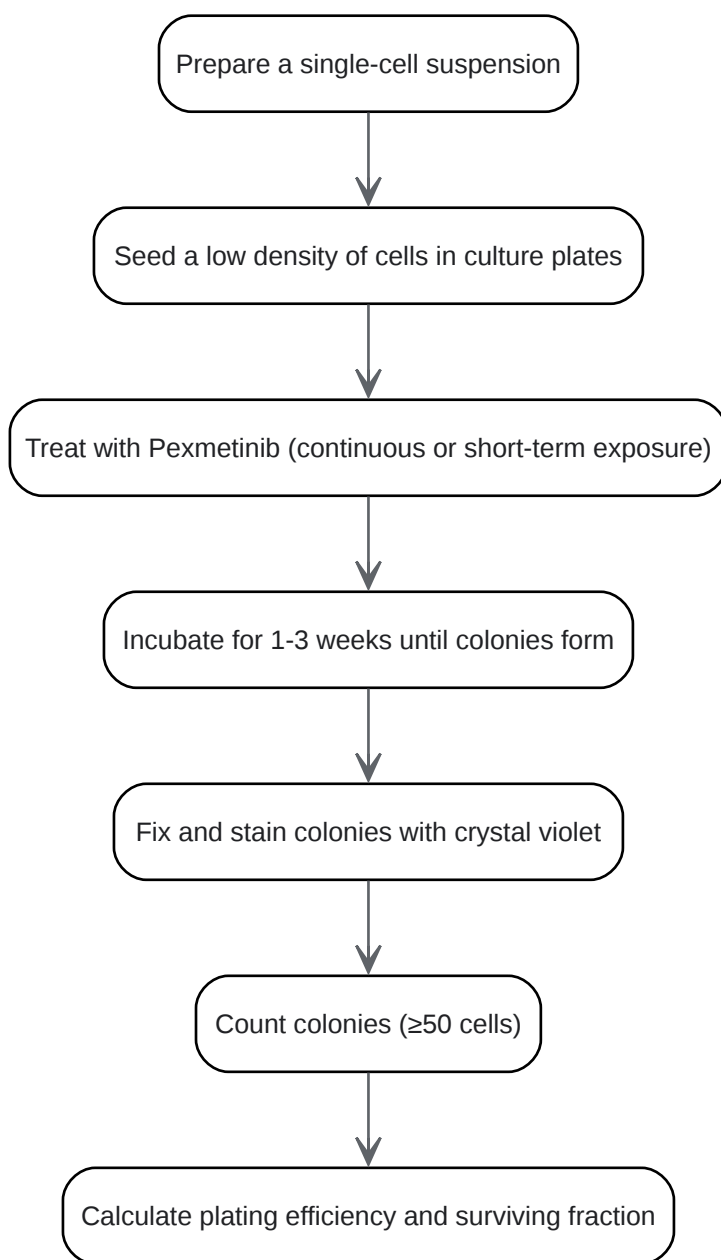 Prepare a single-cell suspension
Seed a low density of cells in culture plates
Treat with Pexmetinib (continuous or short-term exposure)
Incubate for 1-3 weeks until colonies form
Fix and stain colonies with crystal violet
Count colonies (≥50 cells)
Calculate plating efficiency and surviving fraction